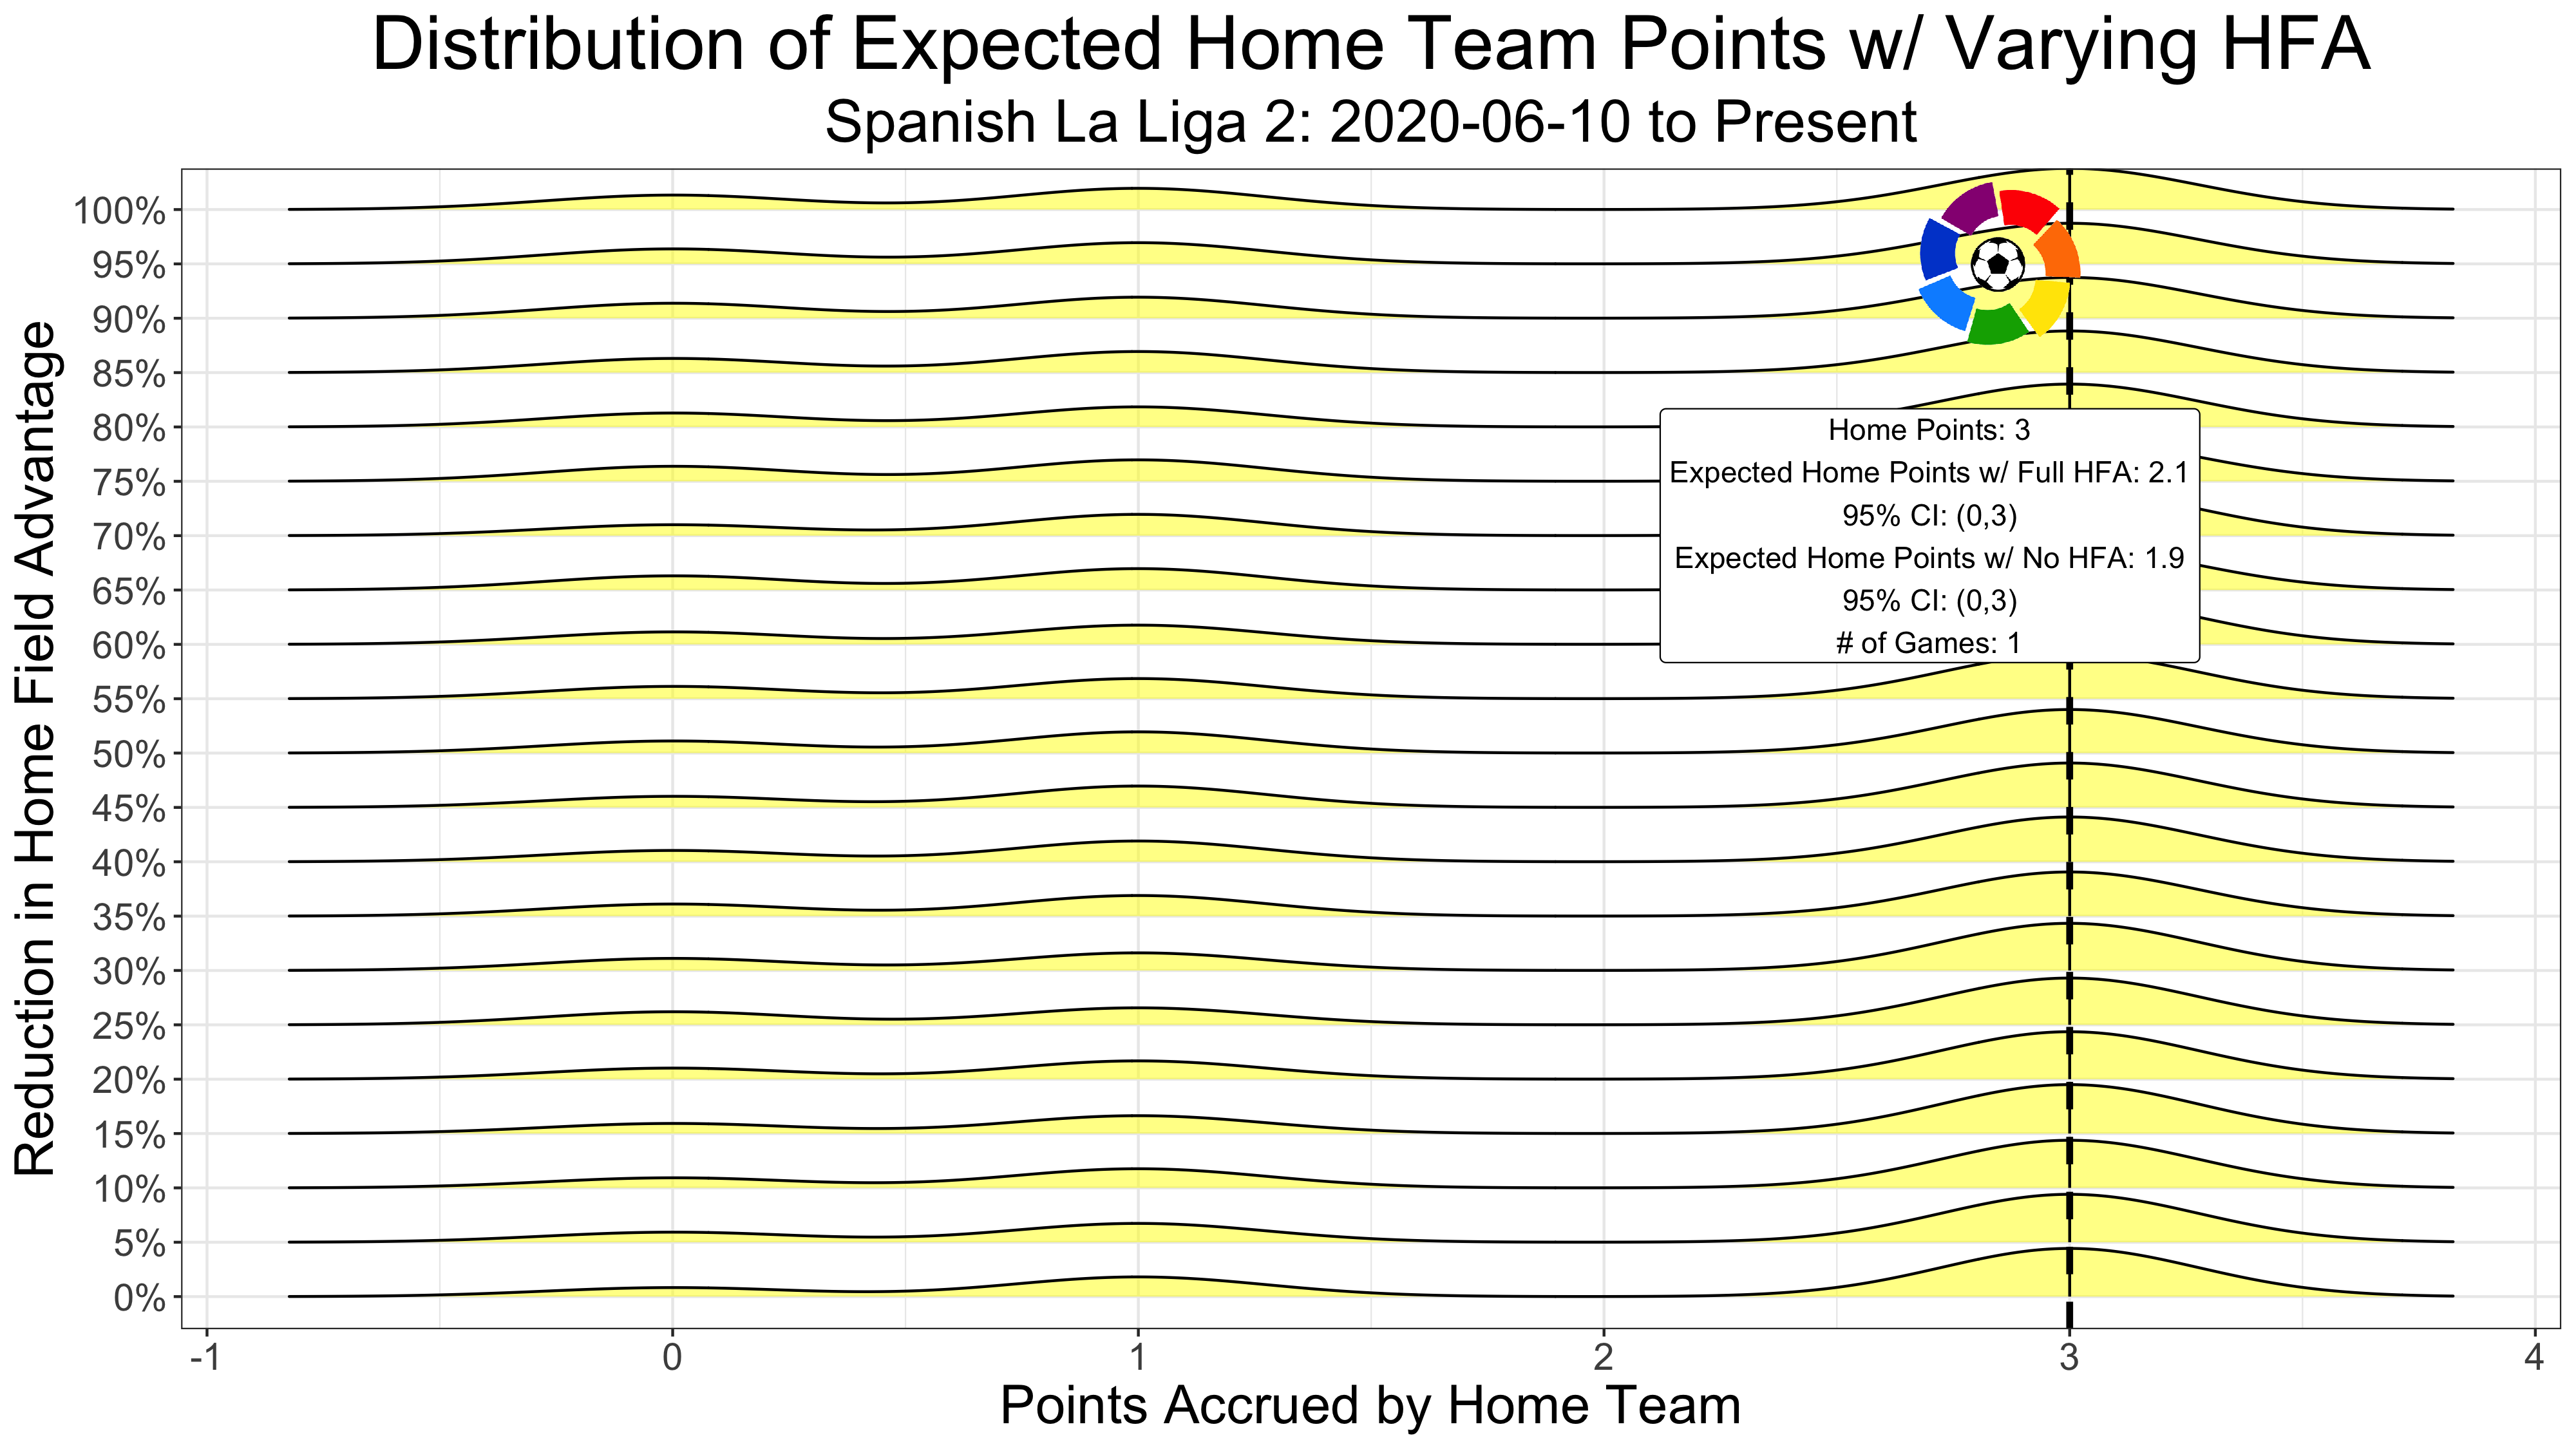 Distribution of Expected Home Team Points w/ Varying HFA
Spanish La Liga 2: 2020-06-10 to Present
Reduction in Home Field Advantage
100%
95%
90%
85%
80%
75%
70%
65%
60%
55%
50%
45%
40%
35%
30%
25%
20%
15%
10%
5%
0%
Home Points: 3
Expected Home Points w/ Full HFA: 2.1
95% CI: (0,3)
Expected Home Points w/ No HFA: 1.9
95% CI: (0,3)
# of Games: 1
-1 0 1 2 3 4
Points Accrued by Home Team